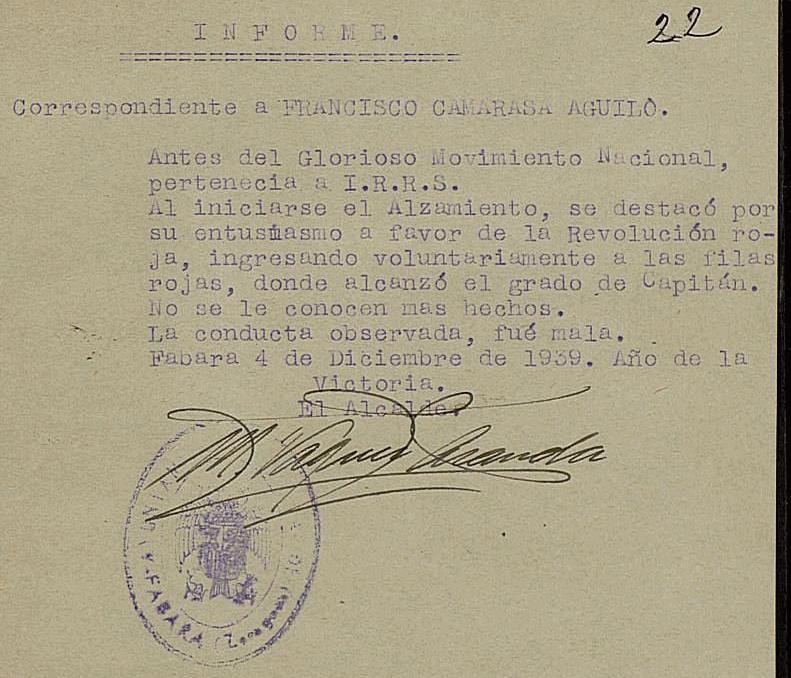 22
I N F O R M E.
Correspondiente a FRANCISCO CAMARASA AGUILÒ.
Antes del Glorioso Movimiento Nacional,
pertenecia a I.R.R.S.
Al iniciarse el Alzamiento, se destacó por
su entusiasmo a favor de la Revolución ro-
ja, ingresando voluntariamente a las filas
rojas, donde alcanzó el grado de Capitán.
No se le conocen mas hechos.
La conducta observada, fué mala.
Fabara 4 de Diciembre de 1939. Año de la
Victoria.
El Alcalde.
FABARA (Zaragoza)